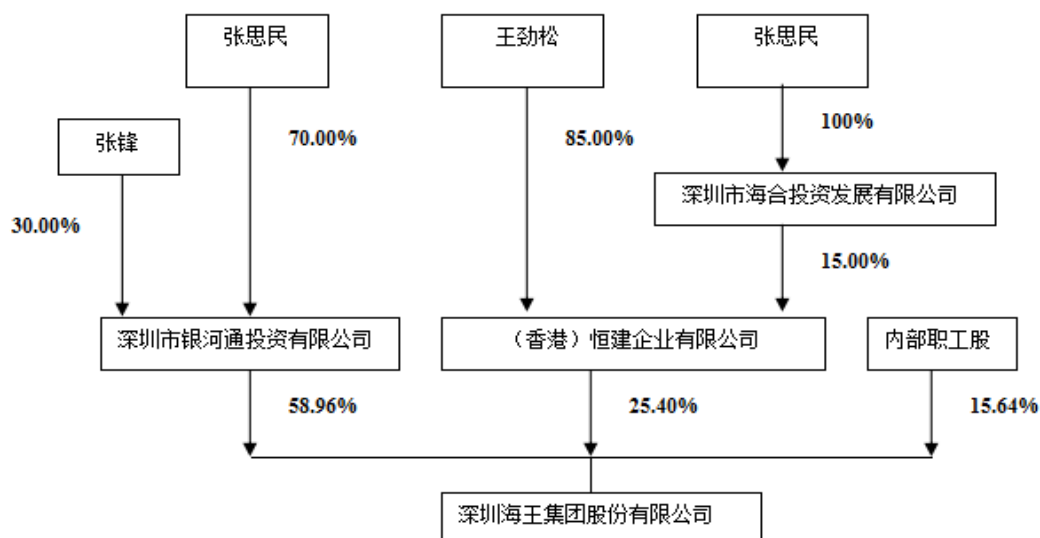 张思民
王劲松
张思民
张锋
70.00%
85.00%
100%
30.00%
深圳市海合投资发展有限公司
15.00%
深圳市银河通投资有限公司
（香港）恒建企业有限公司
内部职工股
58.96%
25.40%
15.64%
深圳海王集团股份有限公司